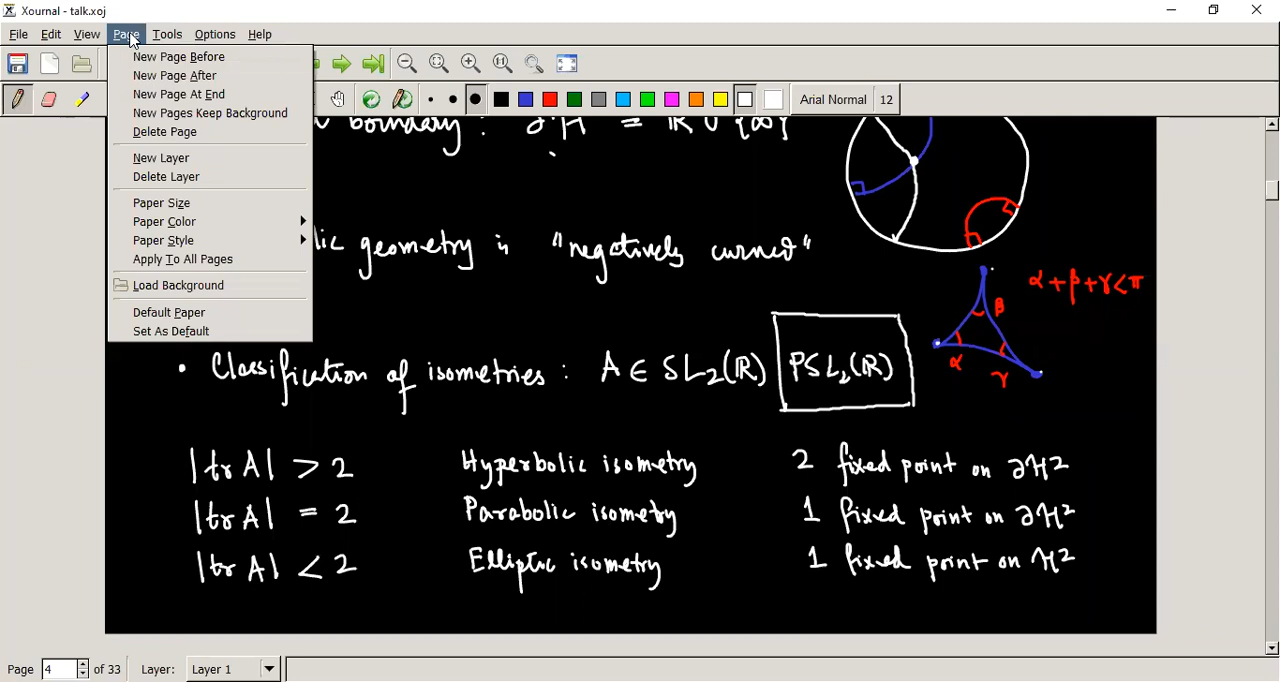 Xournal - talk.xoj
File Edit View Page Tools Options Help
New Page Before
New Page After
New Page At End
New Pages Keep Background
Delete Page
New Layer
Delete Layer
Paper Size
Paper Color
Paper Style
Apply To All Pages
Load Background
Default Paper
Set As Default
Arial Normal 12
boundary : ∂ℍ = ℝ ∪ {∞}
lic geometry is "negatively curved"
α + β + γ < π
β
α
γ
• Classification of isometries : A ∈ SL₂(ℝ) PSL₂(ℝ)
|tr A| > 2 Hyperbolic isometry 2 fixed point on ∂ℍ²
|tr A| = 2 Parabolic isometry 1 fixed point on ∂ℍ²
|tr A| < 2 Elliptic isometry 1 fixed point on ℍ²
Page 4 of 33 Layer: Layer 1